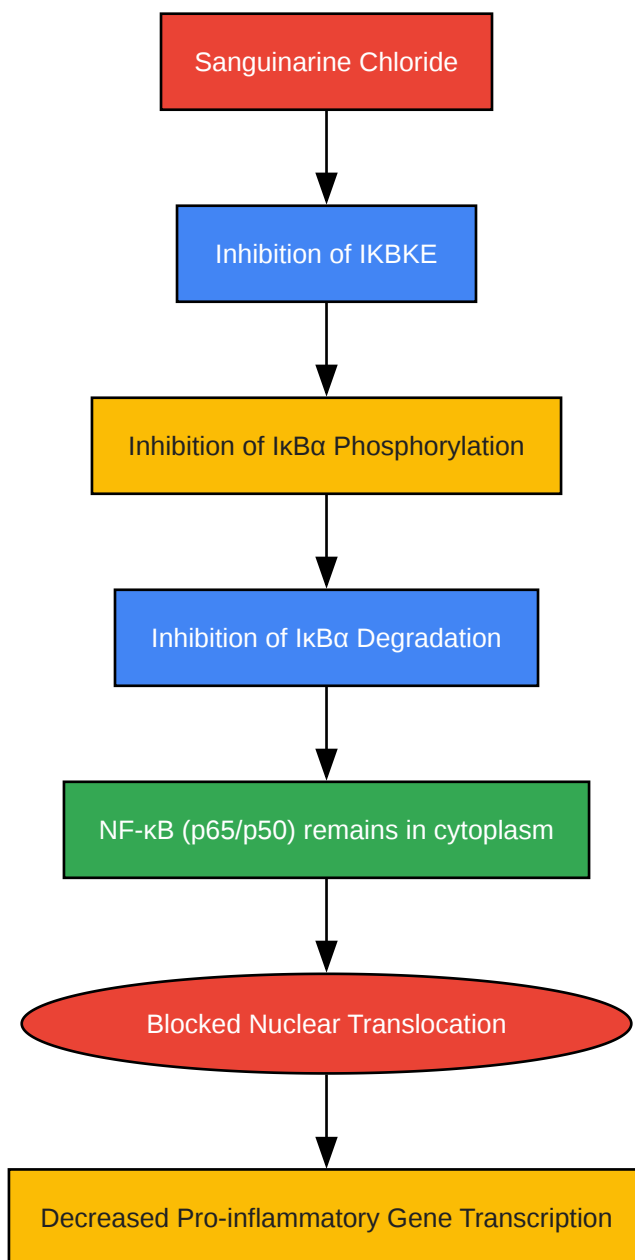 Sanguinarine Chloride
Inhibition of IKBKE
Inhibition of IκBα Phosphorylation
Inhibition of IκBα Degradation
NF-κB (p65/p50) remains in cytoplasm
Blocked Nuclear Translocation
Decreased Pro-inflammatory Gene Transcription